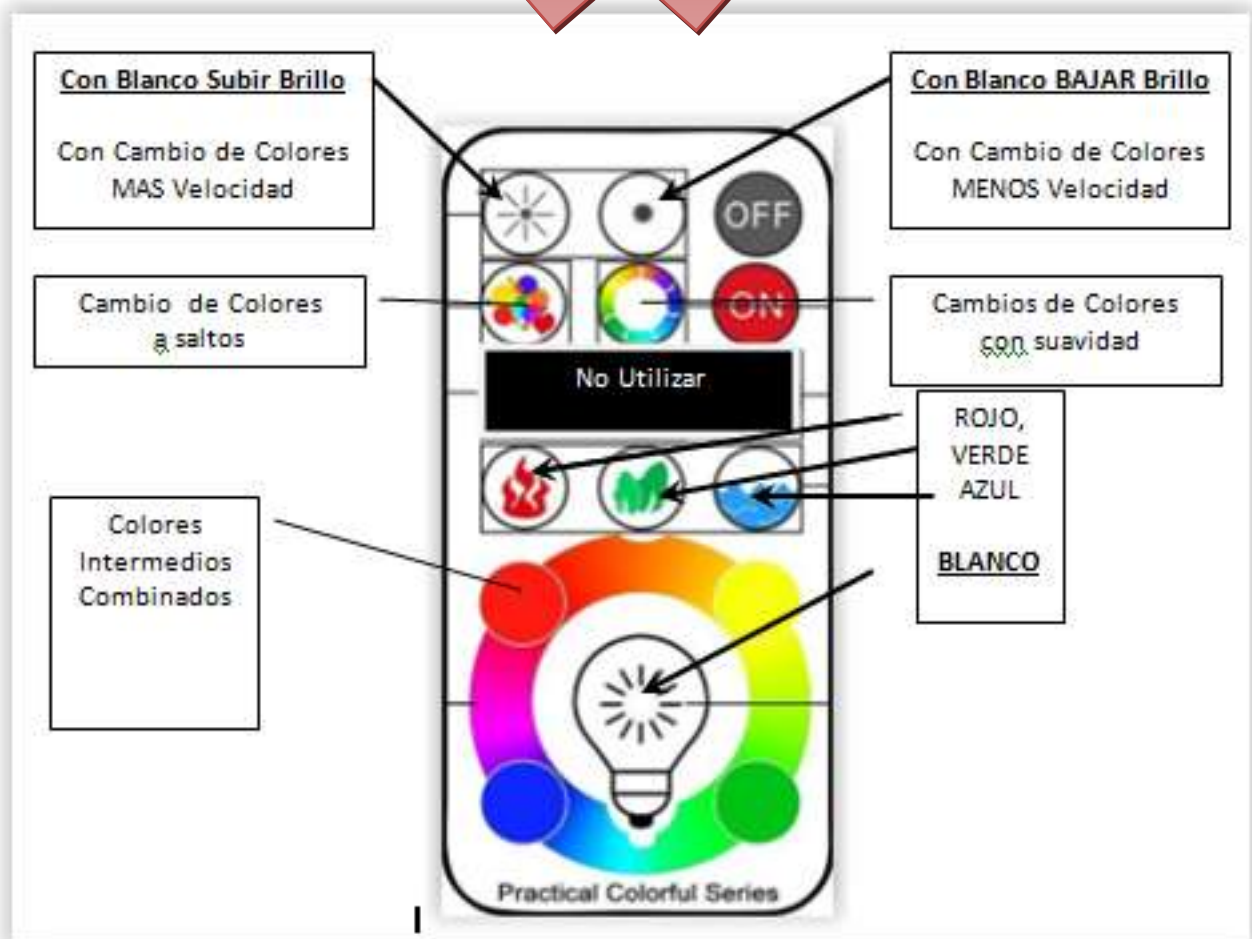 Con Blanco Subir Brillo
Con Cambio de Colores
MAS Velocidad
Con Blanco BAJAR Brillo
Con Cambio de Colores
MENOS Velocidad
OFF
Cambio de Colores
a saltos
ON
Cambios de Colores
con suavidad
No Utilizar
ROJO,
VERDE
AZUL
BLANCO
Colores
Intermedios
Combinados
Practical Colorful Series